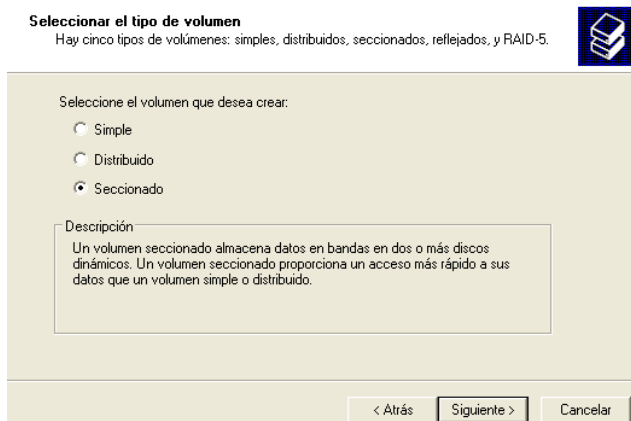 Seleccionar el tipo de volumen
Hay cinco tipos de volúmenes: simples, distribuidos, seccionados, reflejados, y RAID-5.
Seleccione el volumen que desea crear:
Simple
Distribuido
Seccionado
Descripción
Un volumen seccionado almacena datos en bandas en dos o más discos
dinámicos. Un volumen seccionado proporciona un acceso más rápido a sus
datos que un volumen simple o distribuido.
< Atrás
Siguiente >
Cancelar